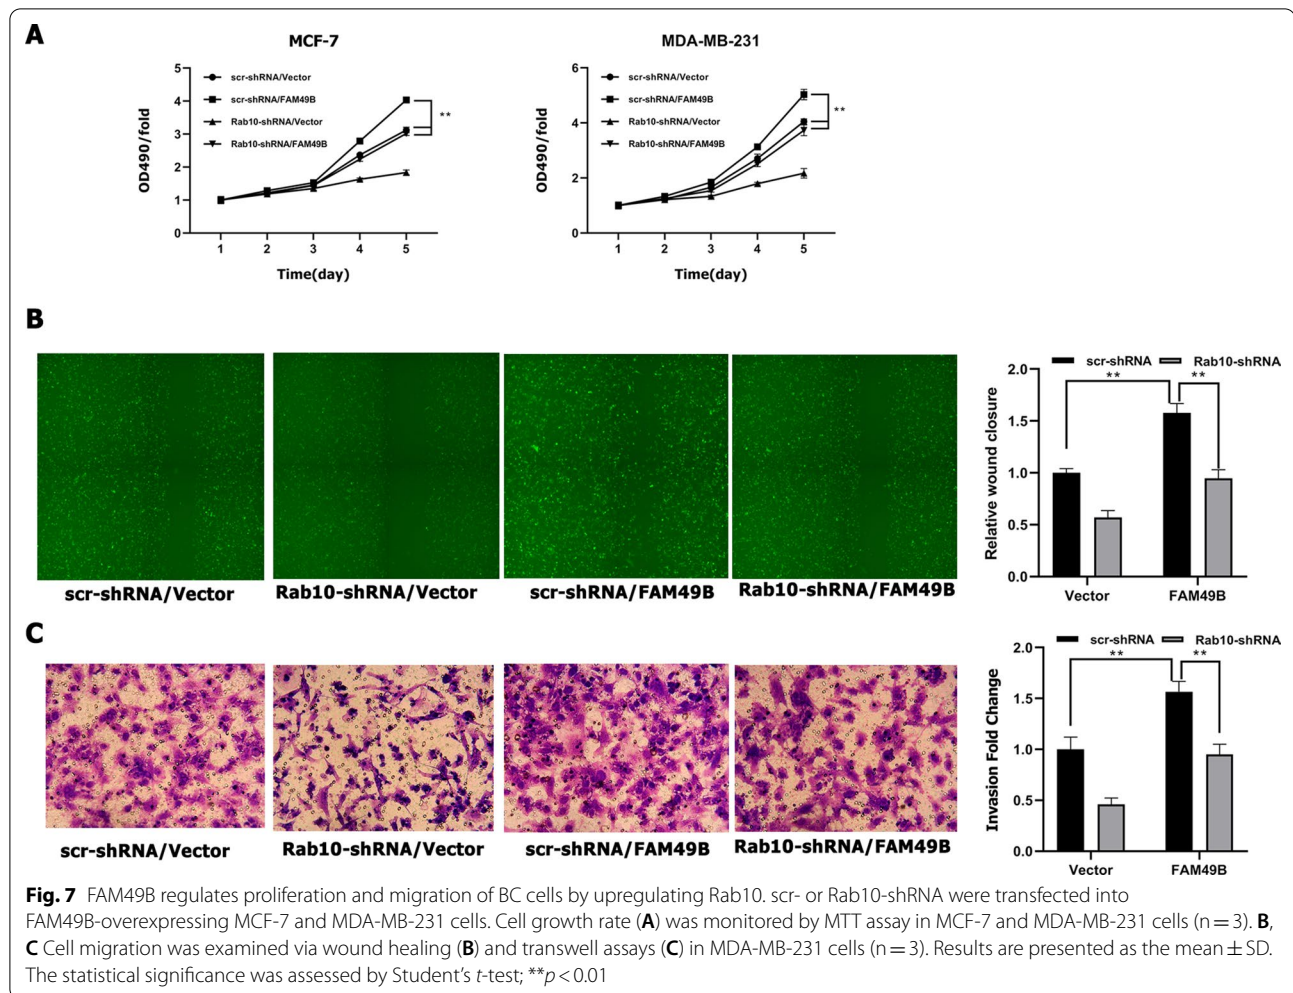 A
MCF-7
MDA-MB-231
5
4
3
2
1
0
OD490/fold
scr-shRNA/Vector
scr-shRNA/FAM49B
Rab10-shRNA/Vector
Rab10-shRNA/FAM49B
**
1 2 3 4 5
Time(day)
6
4
2
0
OD490/fold
scr-shRNA/Vector
scr-shRNA/FAM49B
Rab10-shRNA/Vector
Rab10-shRNA/FAM49B
**
1 2 3 4 5
Time(day)
B
scr-shRNA/Vector
Rab10-shRNA/Vector
scr-shRNA/FAM49B
Rab10-shRNA/FAM49B
scr-shRNA Rab10-shRNA
2.0
1.5
1.0
0.5
0.0
Relative wound closure
** **
Vector FAM49B
C
scr-shRNA/Vector
Rab10-shRNA/Vector
scr-shRNA/FAM49B
Rab10-shRNA/FAM49B
scr-shRNA Rab10-shRNA
2.0
1.5
1.0
0.5
0.0
Invasion Fold Change
** **
Vector FAM49B
Fig. 7 FAM49B regulates proliferation and migration of BC cells by upregulating Rab10. scr- or Rab10-shRNA were transfected into
FAM49B-overexpressing MCF-7 and MDA-MB-231 cells. Cell growth rate (A) was monitored by MTT assay in MCF-7 and MDA-MB-231 cells (n = 3). B,
C Cell migration was examined via wound healing (B) and transwell assays (C) in MDA-MB-231 cells (n = 3). Results are presented as the mean ± SD.
The statistical significance was assessed by Student's t-test; **p < 0.01